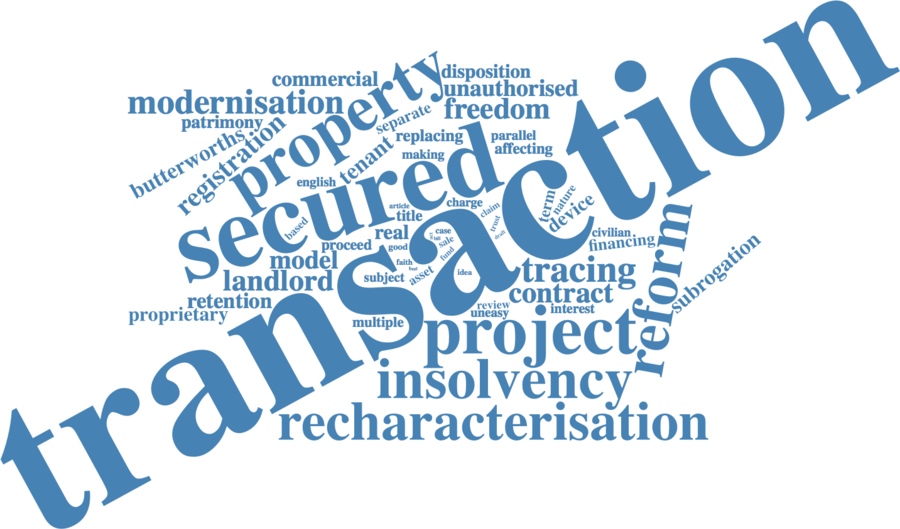 transaction
commercial
disposition
modernisation
property
unauthorised
freedom
patrimony
separate
butterworths
registration
replacing
parallel
affecting
tenant
making
secured
english
article
title
charge
claim
term
nature
device
trust
based
real
case
sale
fund
civilian
financing
proceed
good
model
faith
landlord
subject
asset
idea
tracing
reform
subrogation
contract
retention
proprietary
review
uneasy
interest
multiple
project
insolvency
recharacterisation